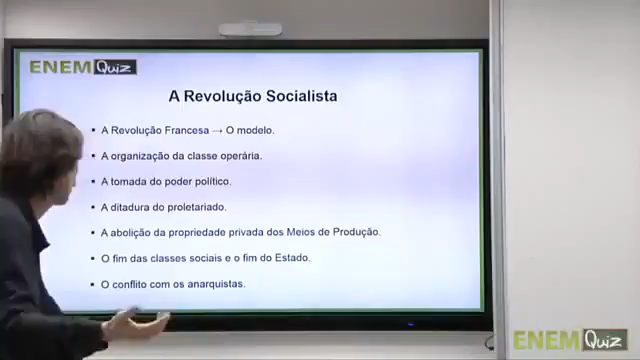 ENEM Quiz
A Revolução Socialista
▪ A Revolução Francesa → O modelo.
▪ A organização da classe operária.
▪ A tomada do poder político.
▪ A ditadura do proletariado.
▪ A abolição da propriedade privada dos Meios de Produção.
▪ O fim das classes sociais e o fim do Estado.
▪ O conflito com os anarquistas.
ENEM Quiz